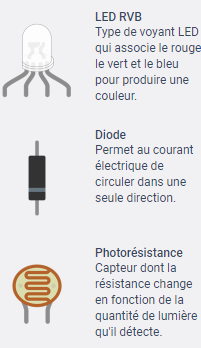 LED RVB
Type de voyant LED
qui associe le rouge
le vert et le bleu
pour produire une
couleur.
Diode
Permet au courant
électrique de
circuler dans une
seule direction.
Photorésistance
Capteur dont la
résistance change
en fonction de la
quantité de lumière
qu'il détecte.